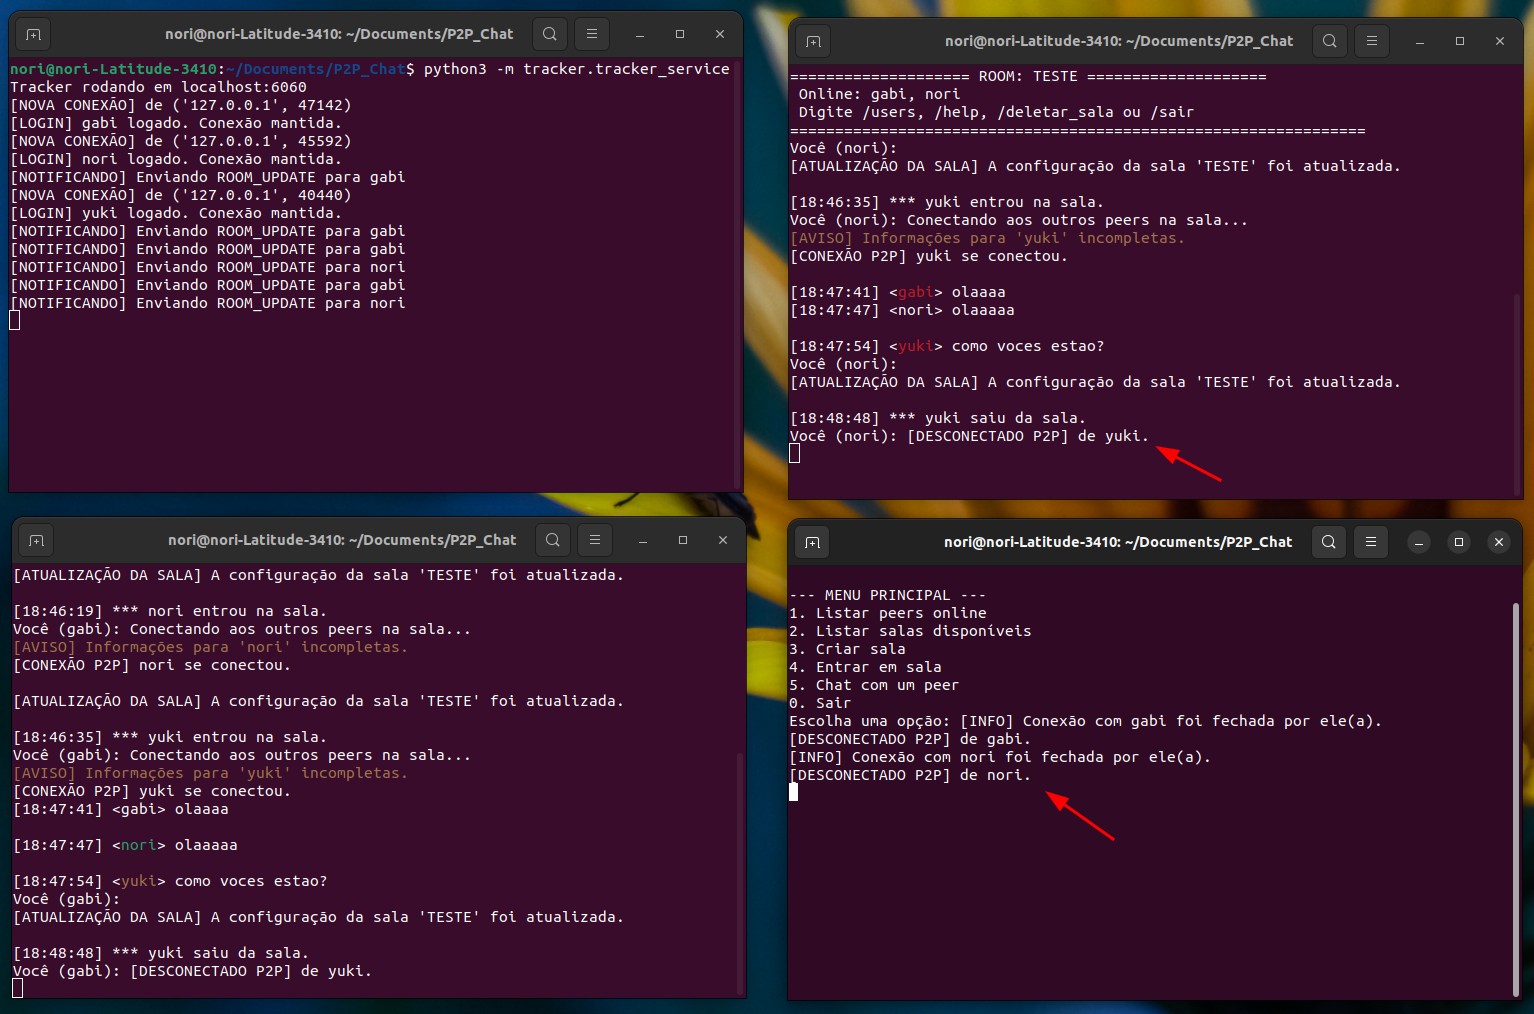 nori@nori-Latitude-3410: ~/Documents/P2P_Chat
nori@nori-Latitude-3410:~/Documents/P2P_Chat$ python3 -m tracker.tracker_service
Tracker rodando em localhost:6060
[NOVA CONEXÃO] de ('127.0.0.1', 47142)
[LOGIN] gabi logado. Conexão mantida.
[NOVA CONEXÃO] de ('127.0.0.1', 45592)
[LOGIN] nori logado. Conexão mantida.
[NOTIFICANDO] Enviando ROOM_UPDATE para gabi
[NOVA CONEXÃO] de ('127.0.0.1', 40440)
[LOGIN] yuki logado. Conexão mantida.
[NOTIFICANDO] Enviando ROOM_UPDATE para gabi
[NOTIFICANDO] Enviando ROOM_UPDATE para gabi
[NOTIFICANDO] Enviando ROOM_UPDATE para nori
[NOTIFICANDO] Enviando ROOM_UPDATE para gabi
[NOTIFICANDO] Enviando ROOM_UPDATE para nori
nori@nori-Latitude-3410: ~/Documents/P2P_Chat
==================== ROOM: TESTE ====================
Online: gabi, nori
Digite /users, /help, /deletar_sala ou /sair
================================================================
Você (nori):
[ATUALIZAÇÃO DA SALA] A configuração da sala 'TESTE' foi atualizada.
[18:46:35] *** yuki entrou na sala.
Você (nori): Conectando aos outros peers na sala...
[AVISO] Informações para 'yuki' incompletas.
[CONEXÃO P2P] yuki se conectou.
[18:47:41] <gabi> olaaaa
[18:47:47] <nori> olaaaaa
[18:47:54] <yuki> como voces estao?
Você (nori):
[ATUALIZAÇÃO DA SALA] A configuração da sala 'TESTE' foi atualizada.
[18:48:48] *** yuki saiu da sala.
Você (nori): [DESCONECTADO P2P] de yuki.
nori@nori-Latitude-3410: ~/Documents/P2P_Chat
[ATUALIZAÇÃO DA SALA] A configuração da sala 'TESTE' foi atualizada.
[18:46:19] *** nori entrou na sala.
Você (gabi): Conectando aos outros peers na sala...
[AVISO] Informações para 'nori' incompletas.
[CONEXÃO P2P] nori se conectou.
[ATUALIZAÇÃO DA SALA] A configuração da sala 'TESTE' foi atualizada.
[18:46:35] *** yuki entrou na sala.
Você (gabi): Conectando aos outros peers na sala...
[AVISO] Informações para 'yuki' incompletas.
[CONEXÃO P2P] yuki se conectou.
[18:47:41] <gabi> olaaaa
[18:47:47] <nori> olaaaaa
[18:47:54] <yuki> como voces estao?
Você (gabi):
[ATUALIZAÇÃO DA SALA] A configuração da sala 'TESTE' foi atualizada.
[18:48:48] *** yuki saiu da sala.
Você (gabi): [DESCONECTADO P2P] de yuki.
nori@nori-Latitude-3410: ~/Documents/P2P_Chat
--- MENU PRINCIPAL ---
1. Listar peers online
2. Listar salas disponíveis
3. Criar sala
4. Entrar em sala
5. Chat com um peer
0. Sair
Escolha uma opção: [INFO] Conexão com gabi foi fechada por ele(a).
[DESCONECTADO P2P] de gabi.
[INFO] Conexão com nori foi fechada por ele(a).
[DESCONECTADO P2P] de nori.